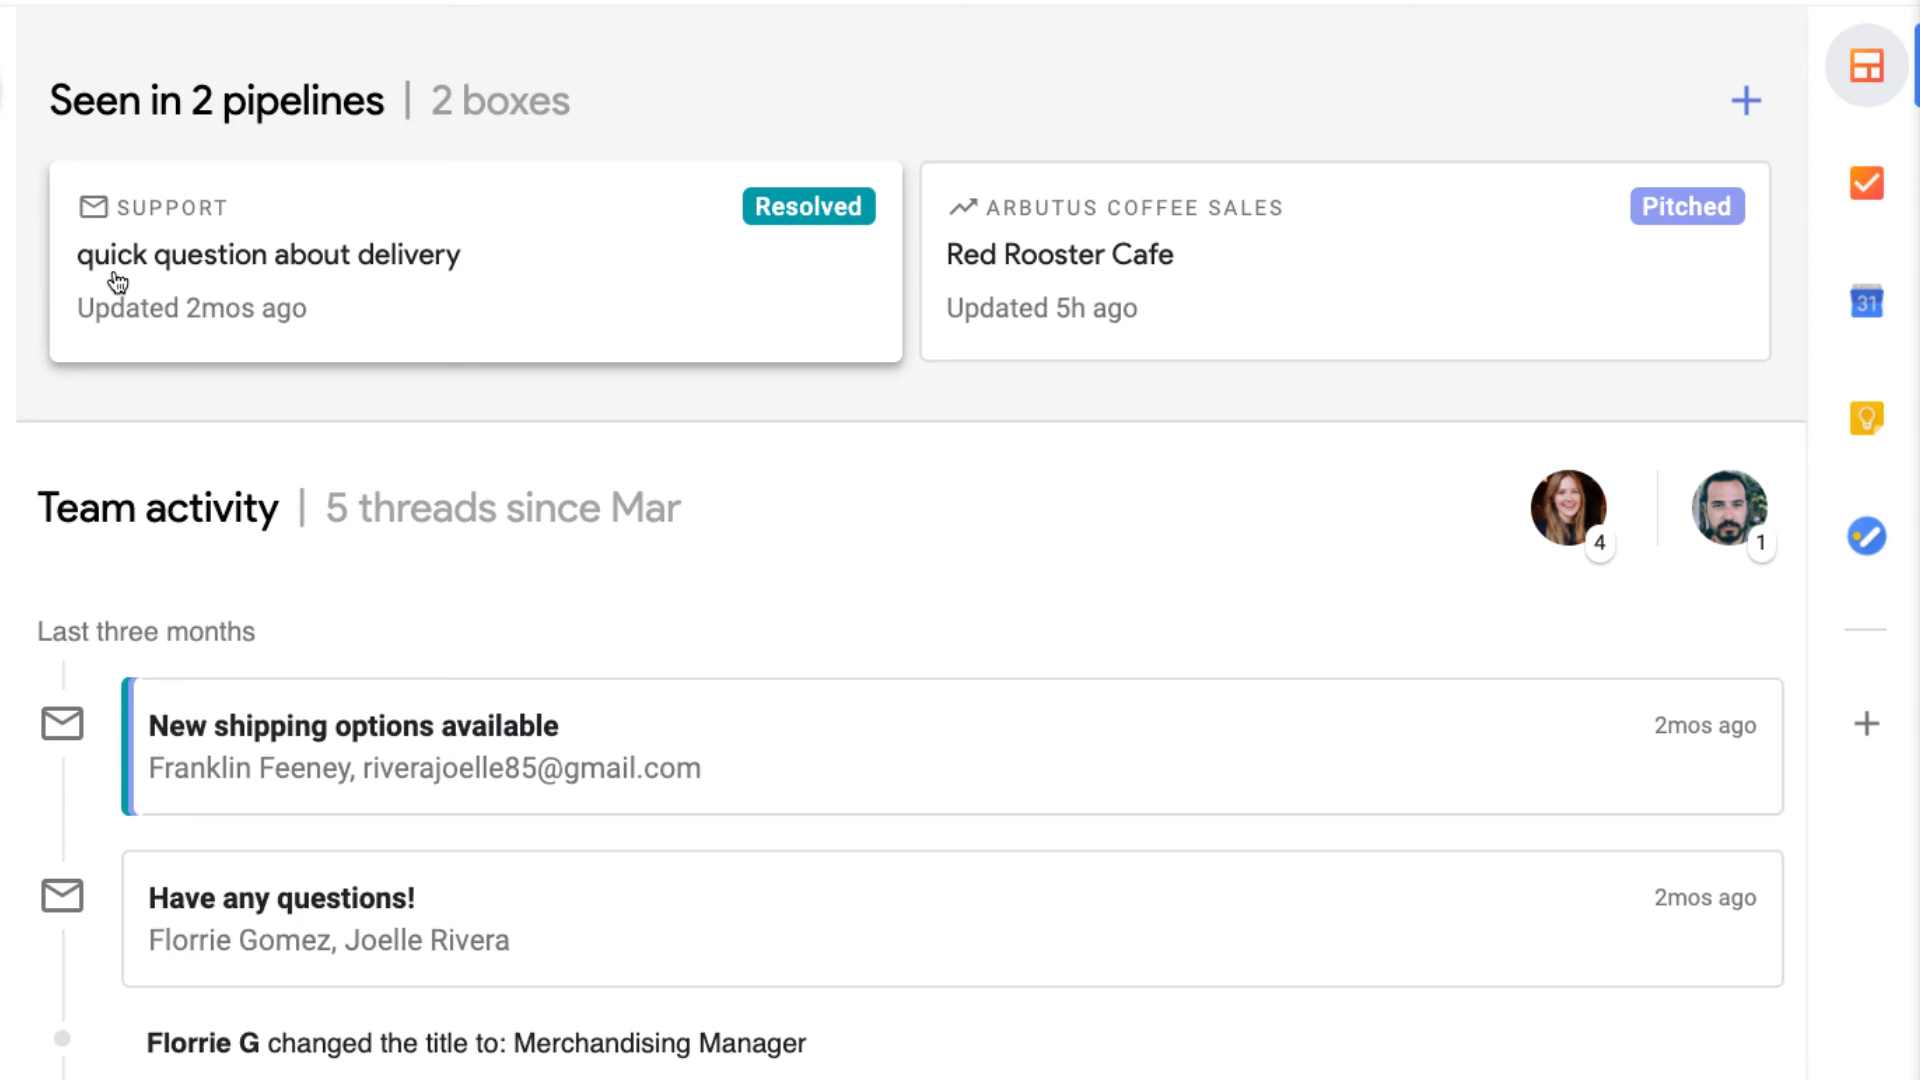 Seen in 2 pipelines | 2 boxes
SUPPORT
Resolved
quick question about delivery
Updated 2mos ago
ARBUTUS COFFEE SALES
Pitched
Red Rooster Cafe
Updated 5h ago
31
Team activity | 5 threads since Mar
4
1
Last three months
New shipping options available
2mos ago
Franklin Feeney, riverajoelle85@gmail.com
Have any questions!
2mos ago
Florrie Gomez, Joelle Rivera
Florrie G changed the title to: Merchandising Manager